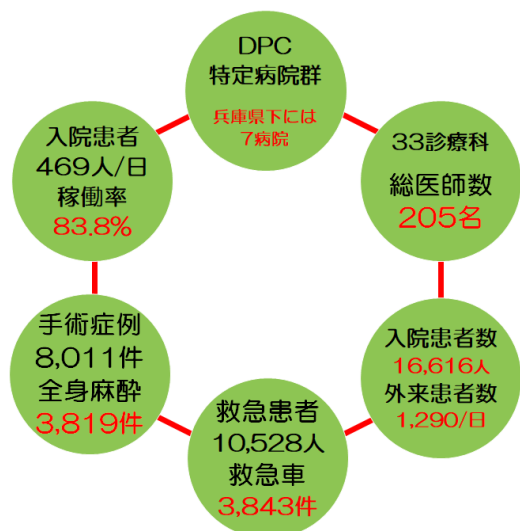 DPC
特定病院群
兵庫県下には
7病院
33診療科
総医師数
205名
入院患者数
16,616人
外来患者数
1,290/日
救急患者
10,528人
救急車
3,843件
手術症例
8,011件
全身麻酔
3,819件
入院患者
469人/日
稼働率
83.8%